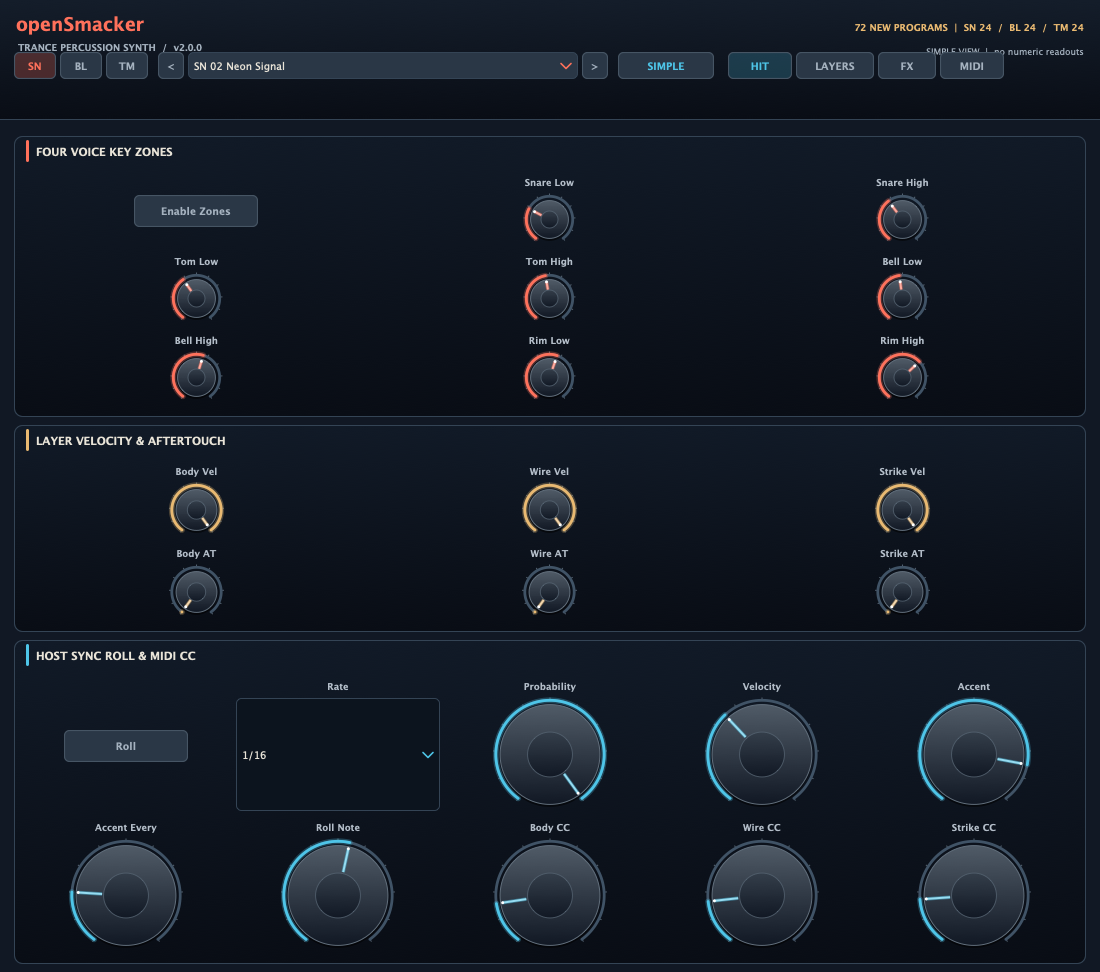 openSmacker
72 NEW PROGRAMS | SN 24 / BL 24 / TM 24
TRANCE PERCUSSION SYNTH / v2.0.0
SIMPLE VIEW | no numeric readouts
SN BL TM < SN 02 Neon Signal > SIMPLE HIT LAYERS FX MIDI
FOUR VOICE KEY ZONES
Enable Zones
Snare Low Snare High
Tom Low Tom High Bell Low
Bell High Rim Low Rim High
LAYER VELOCITY & AFTERTOUCH
Body Vel Wire Vel Strike Vel
Body AT Wire AT Strike AT
HOST SYNC ROLL & MIDI CC
Rate Probability Velocity Accent
Roll
1/16
Accent Every Roll Note Body CC Wire CC Strike CC